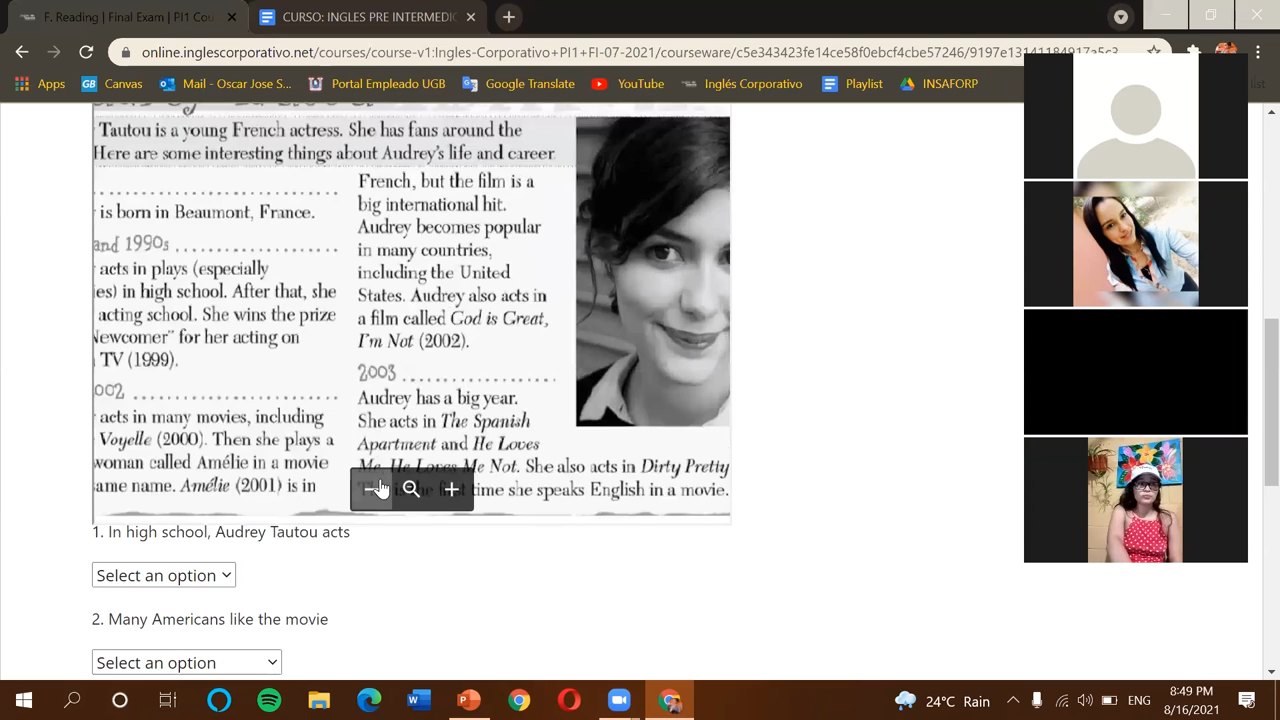 F. Reading | Final Exam | PI1 Cou
CURSO: INGLES PRE INTERMEDIC
online.inglescorporativo.net/courses/course-v1:Ingles-Corporativo+PI1+FI-07-2021/courseware/c5e343423fe14ce58f0ebcf4cbe57246/9197e13141184917a5c3
Apps
Canvas
Mail - Oscar Jose S...
Portal Empleado UGB
Google Translate
YouTube
Inglés Corporativo
Playlist
INSAFORP
Tautou is a young French actress. She has fans around the
Here are some interesting things about Audrey's life and career
is born in Beaumont, France.
and 1990s
acts in plays (especially
ies) in high school. After that, she
acting school. She wins the prize
Newcomer" for her acting on
TV (1999).
002
acts in many movies, including
Voyelle (2000). Then she plays a
woman called Amélie in a movie
ame name. Amélie (2001) is in
French, but the film is a
big international hit.
Audrey becomes popular
in many countries,
including the United
States. Audrey also acts in
a film called God is Great,
I'm Not (2002).
2003
Audrey has a big year.
She acts in The Spanish
Apartment and He Loves
Me, He Loves Me Not. She also acts in Dirty Pretty
time she speaks English in a movie.
1. In high school, Audrey Tautou acts
Select an option
2. Many Americans like the movie
Select an option
24°C Rain
ENG
8:49 PM
8/16/2021